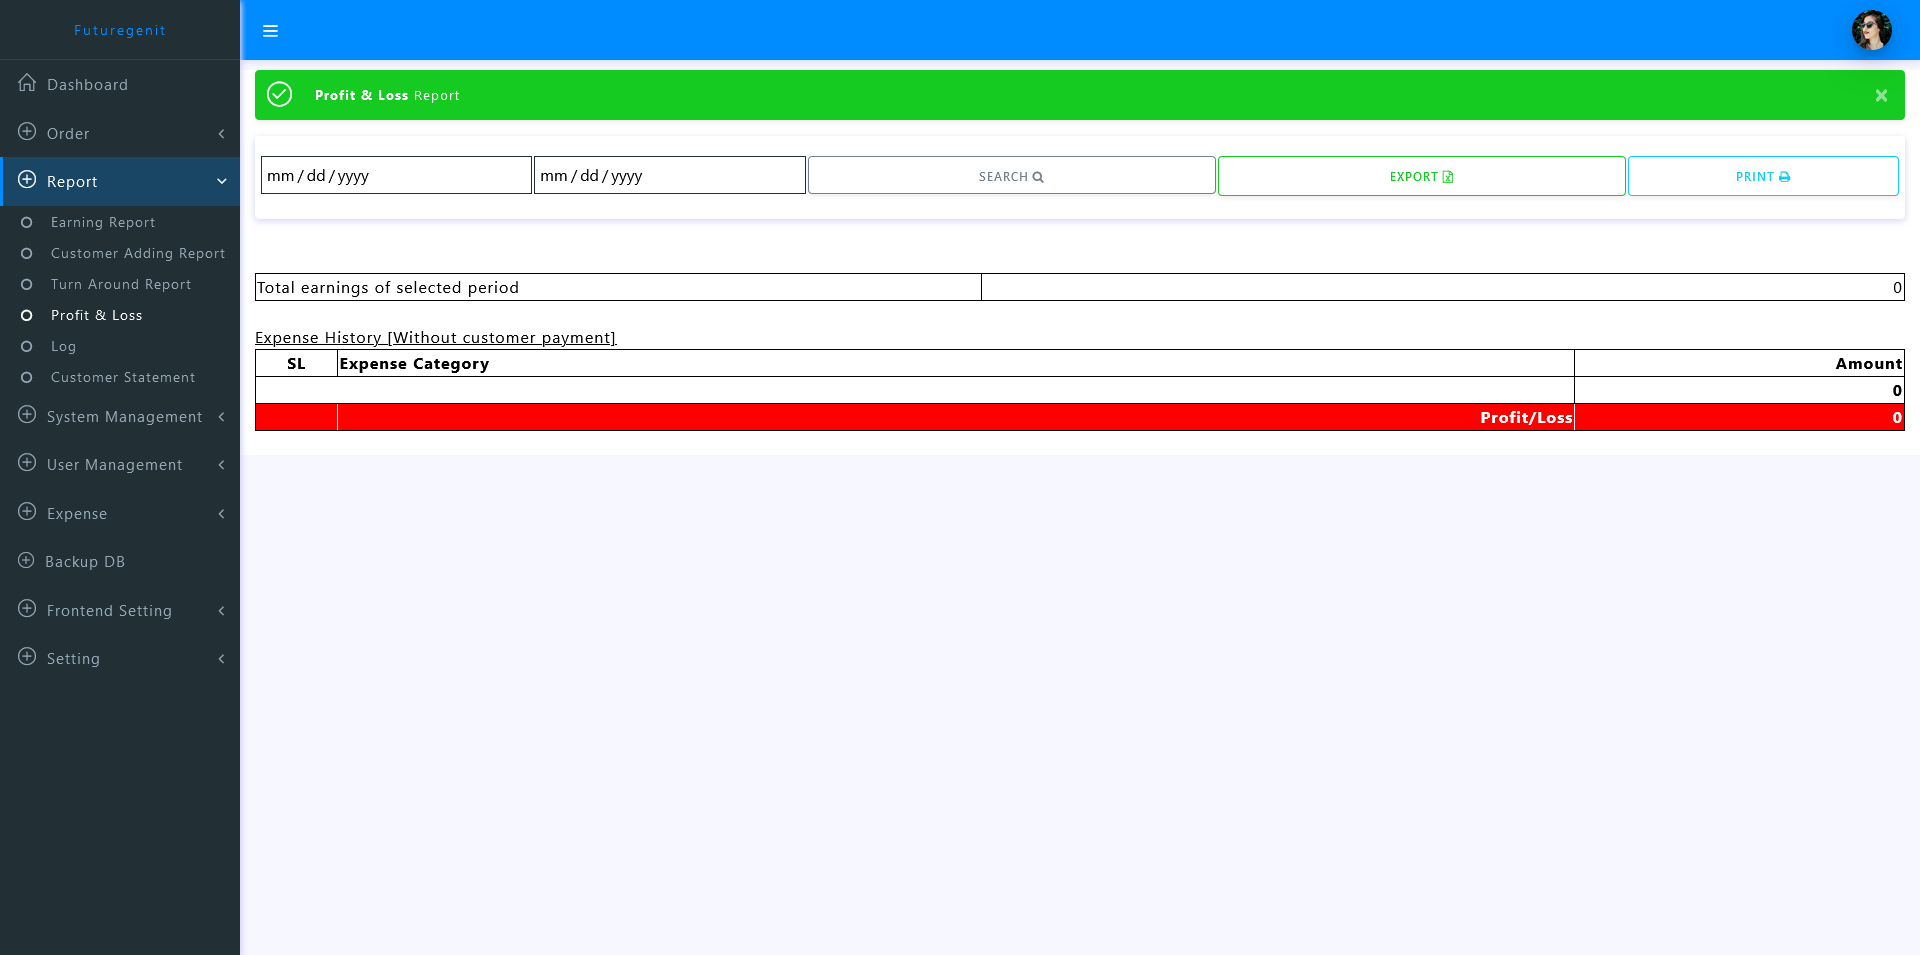 Futuregenit
Dashboard
Order
Report
Earning Report
Customer Adding Report
Turn Around Report
Profit & Loss
Log
Customer Statement
System Management
User Management
Expense
Backup DB
Frontend Setting
Setting
Profit & Loss Report
×
mm/dd/yyyy mm/dd/yyyy SEARCH EXPORT PRINT
Total earnings of selected period 0
Expense History [Without customer payment]
SL Expense Category Amount
0
Profit/Loss 0